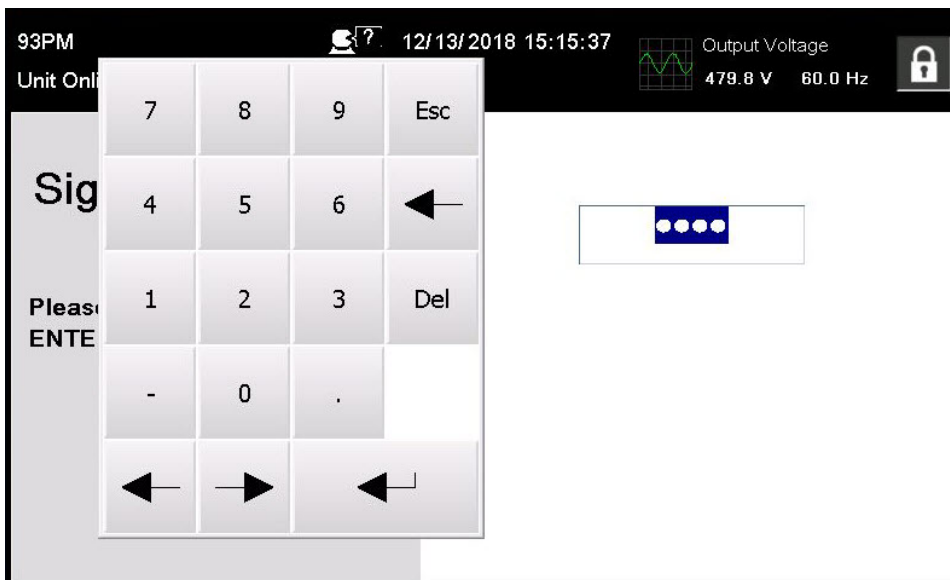 93PM
? 12/13/2018 15:15:37
Output Voltage
479.8 V 60.0 Hz
Unit Onli
7 8 9 Esc
Sig
4 5 6
••••
Pleas
ENTE
1 2 3 Del
- 0 .